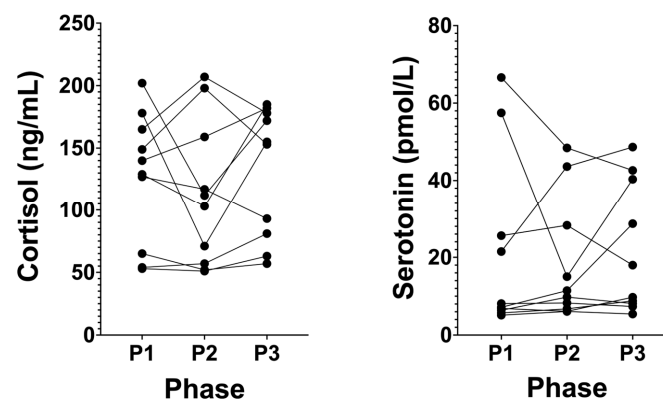 Cortisol (ng/mL)
250
200
150
100
50
0
P1 P2 P3
Phase
Serotonin (pmol/L)
80
60
40
20
0
P1 P2 P3
Phase